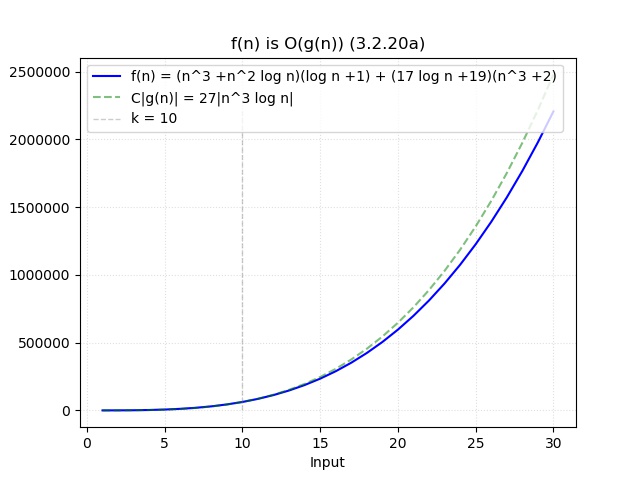 f(n) is O(g(n)) (3.2.20a)
f(n) = (n^3 +n^2 log n)(log n +1) + (17 log n +19)(n^3 +2)
C|g(n)| = 27|n^3 log n|
k = 10
2500000
2000000
1500000
1000000
500000
0
0 5 10 15 20 25 30
Input